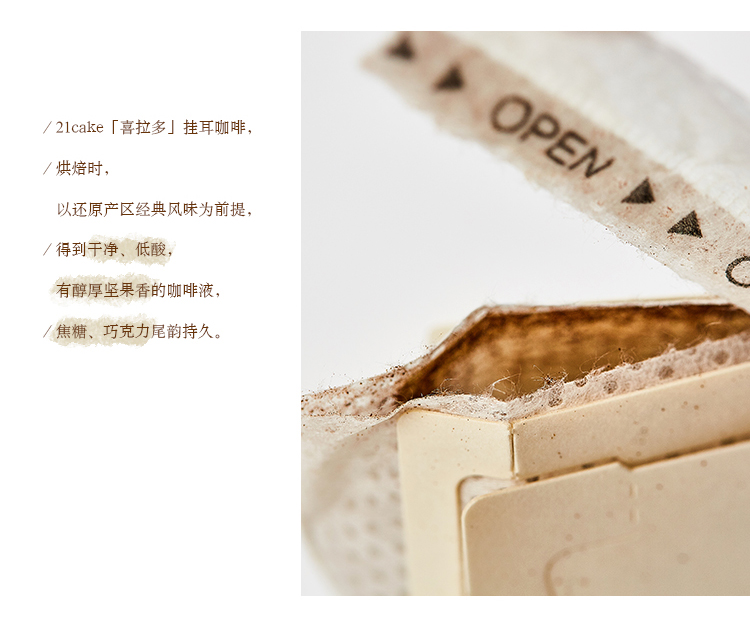 / 21cake「喜拉多」挂耳咖啡，
/ 烘焙时，
以还原产区经典风味为前提，
/ 得到干净、低酸，
有醇厚坚果香的咖啡液，
/ 焦糖、巧克力尾韵持久。
▲ ▲ OPEN ▲ ▲